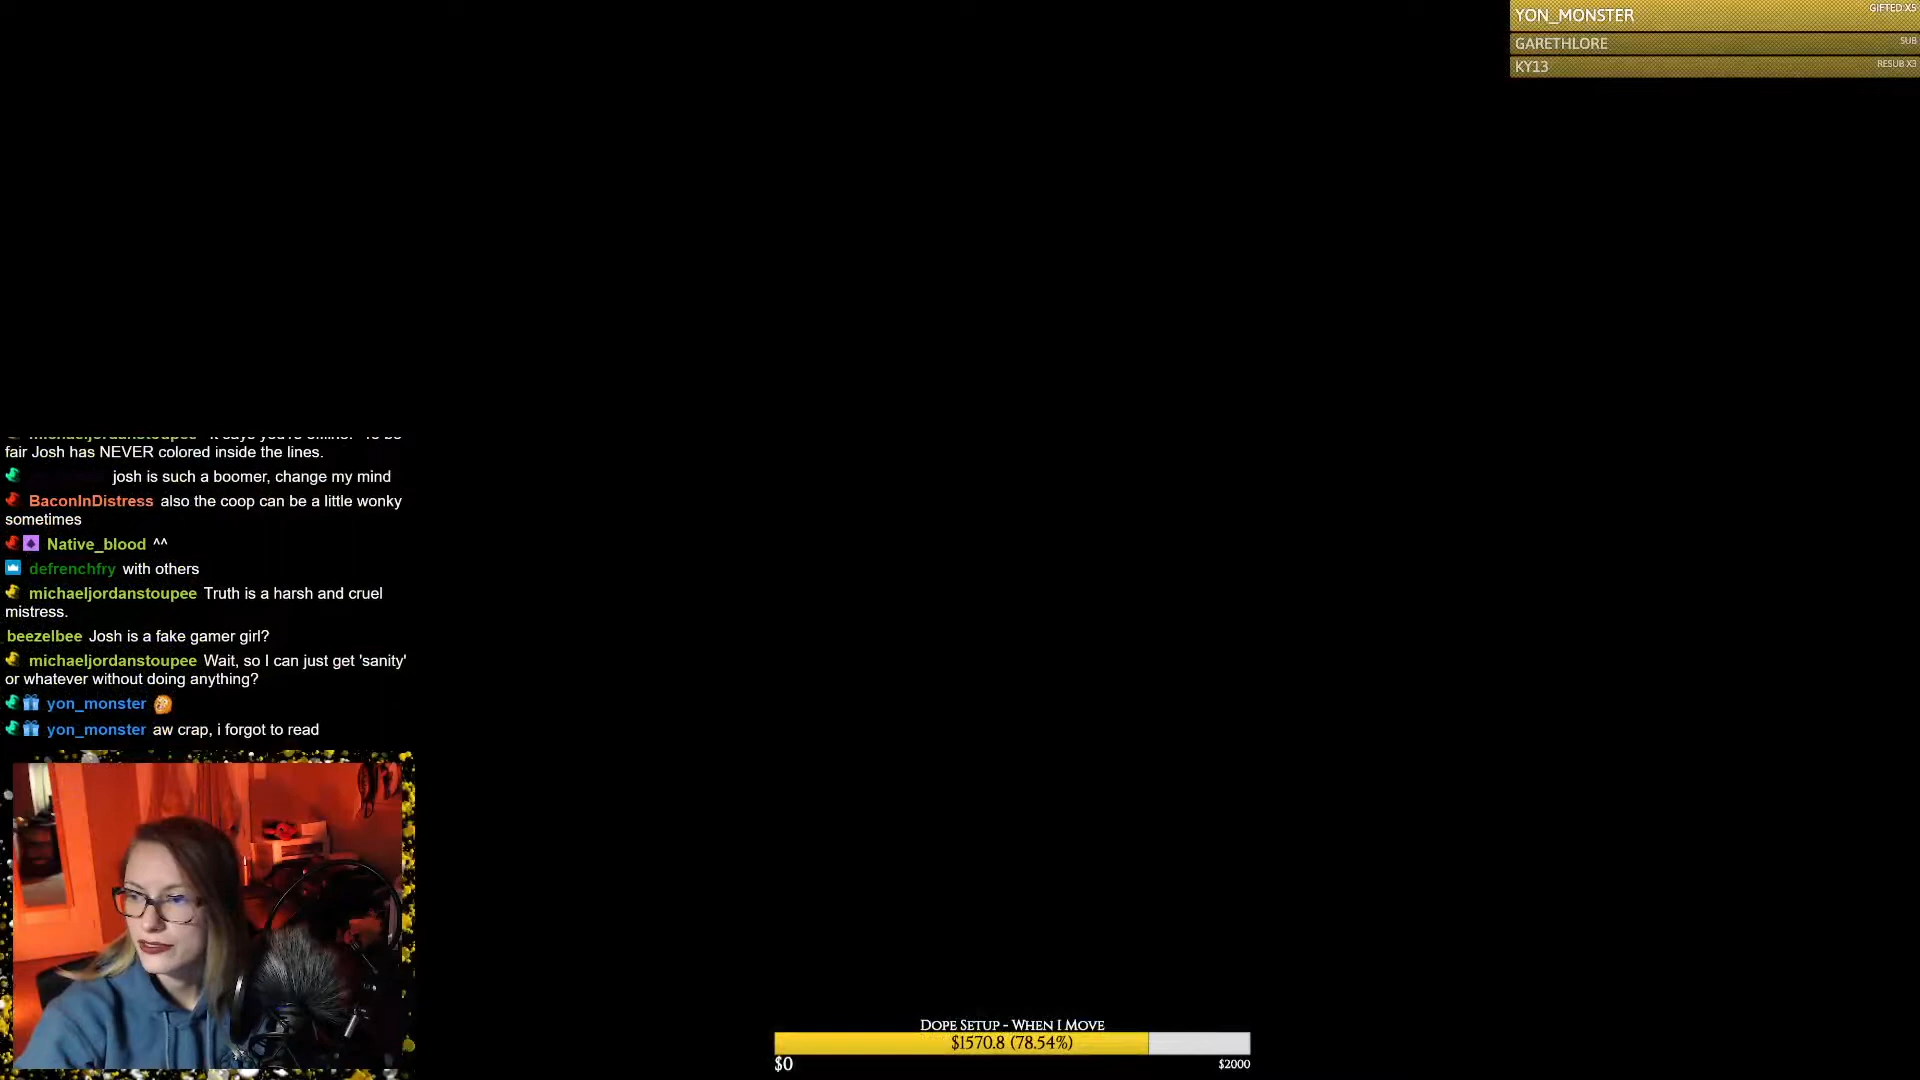 YON_MONSTER GIFTED X5
GARETHLORE SUB
KY13 RESUB X3
fair Josh has NEVER colored inside the lines.
josh is such a boomer, change my mind
BaconInDistress also the coop can be a little wonky
sometimes
Native_blood ^^
defrenchfry with others
michaeljordanstoupee Truth is a harsh and cruel
mistress.
beezelbee Josh is a fake gamer girl?
michaeljordanstoupee Wait, so I can just get 'sanity'
or whatever without doing anything?
yon_monster
yon_monster aw crap, i forgot to read
DOPE SETUP - WHEN I MOVE
$1570.8 (78.54%)
$0 $2000